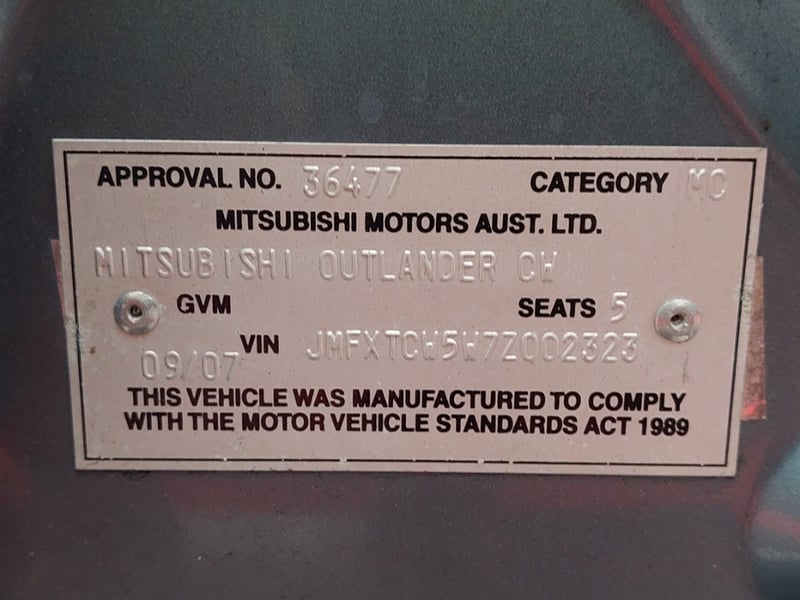 APPROVAL NO. 36477 CATEGORY MC
MITSUBISHI MOTORS AUST. LTD.
MITSUBISHI OUTLANDER CW
GVM SEATS 5
VIN JMFXTCW5W7Z002323
09/07
THIS VEHICLE WAS MANUFACTURED TO COMPLY
WITH THE MOTOR VEHICLE STANDARDS ACT 1989